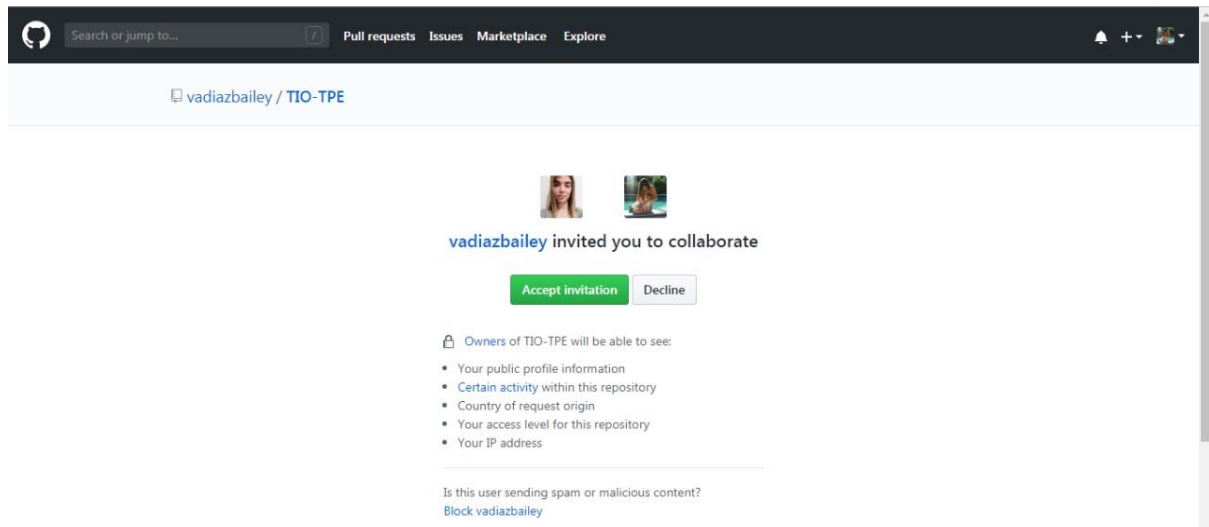 Search or jump to... /
Pull requests Issues Marketplace Explore
vadiazbailey / TIO-TPE
vadiazbailey invited you to collaborate
Accept invitation Decline
Owners of TIO-TPE will be able to see:
Your public profile information
Certain activity within this repository
Country of request origin
Your access level for this repository
Your IP address
Is this user sending spam or malicious content?
Block vadiazbailey